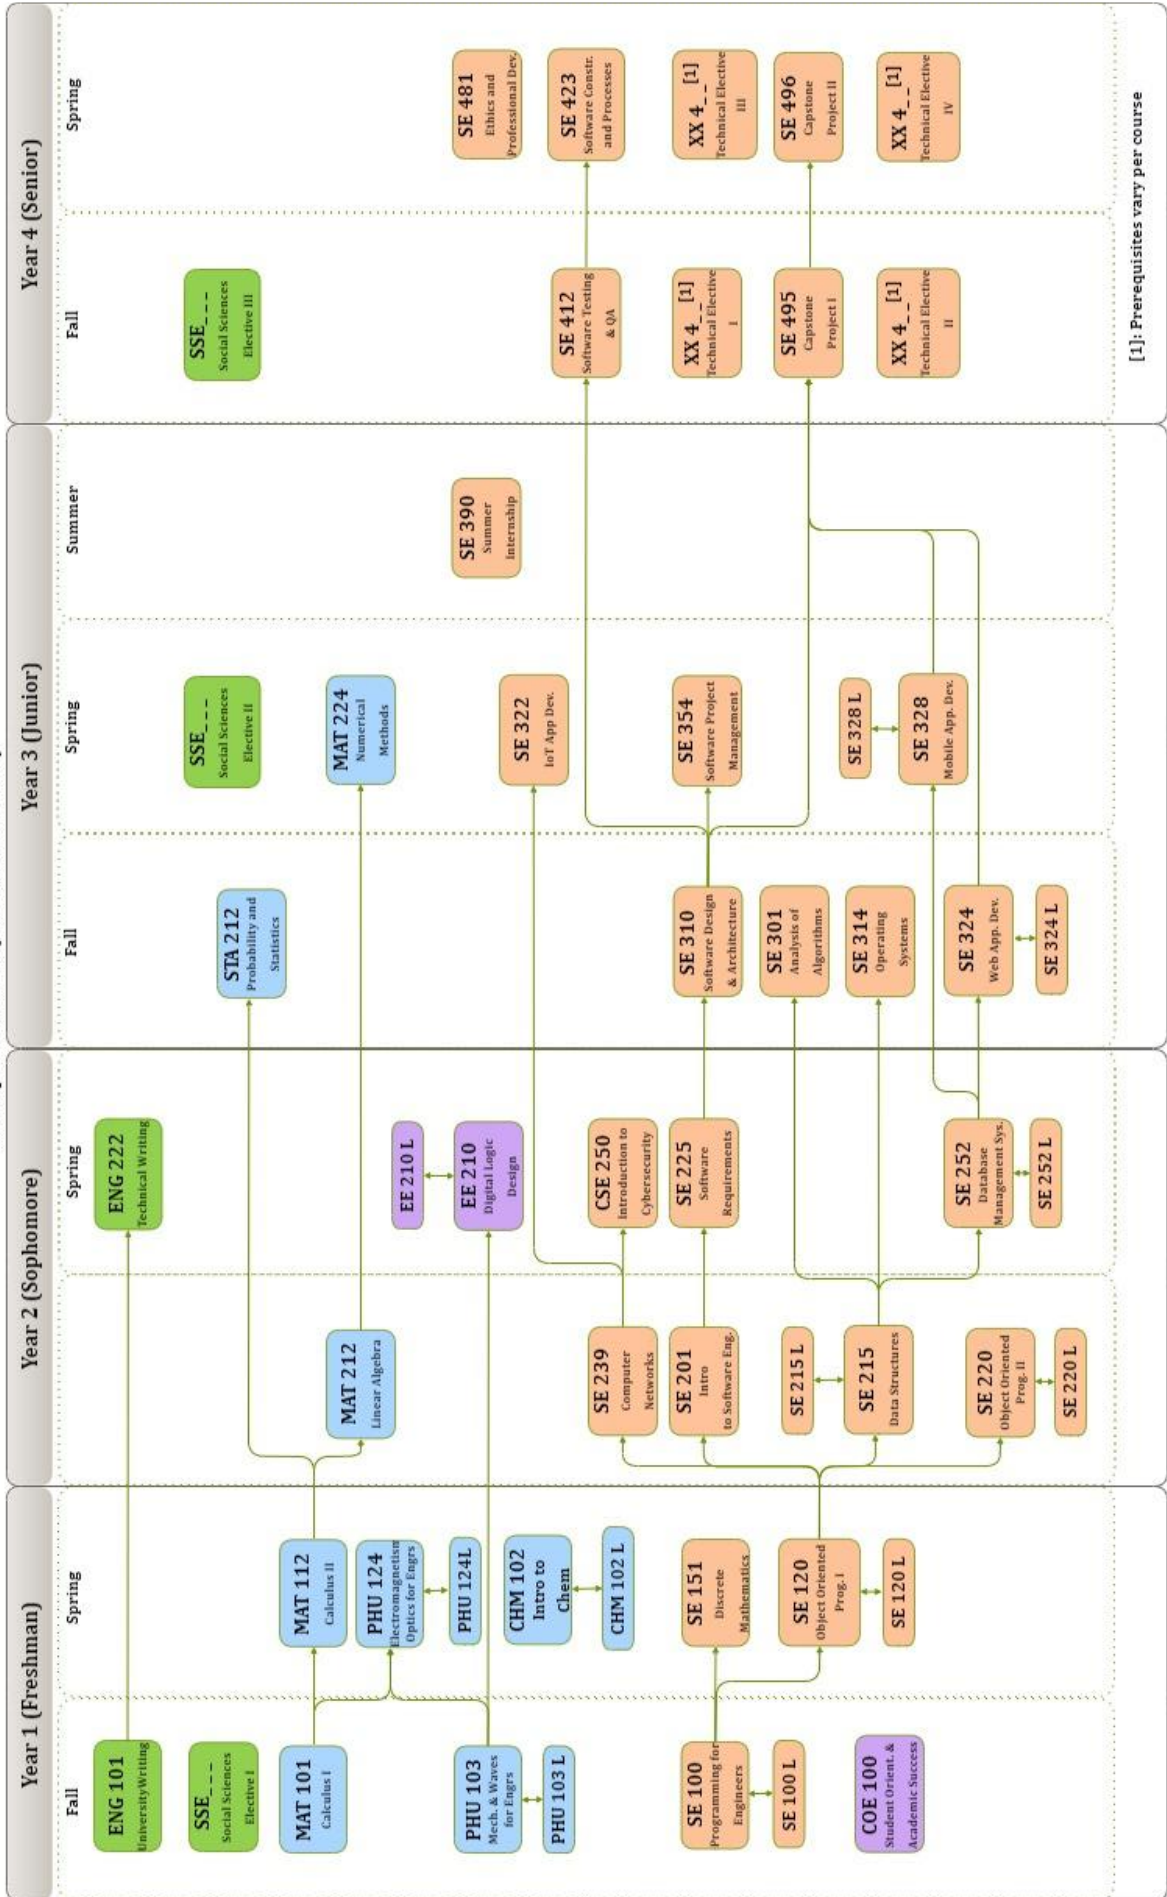 Year 1 (Freshman)
Fall
ENG 101
University Writing
SSE_ _ _
Social Sciences
Elective I
MAT 101
Calculus I
PHU 103
Mech. & Waves
for Engrs
PHU 103 L
SE 100
Programming for
Engineers
SE 100 L
COE 100
Student Orient. &
Academic Success
Spring
MAT 112
Calculus II
PHU 124
Electromagnetism
Optics for Engrs
PHU 124L
CHM 102
Intro to
Chem
CHM 102 L
SE 151
Discrete
Mathematics
SE 120
Object Oriented
Prog. I
SE 120 L
Year 2 (Sophomore)
MAT 212
Linear Algebra
SE 239
Computer
Networks
SE 201
Intro
to Software Eng.
SE 215 L
SE 215
Data Structures
SE 220
Object Oriented
Prog. II
SE 220 L
Spring
ENG 222
Technical Writing
EE 210 L
EE 210
Digital Logic
Design
CSE 250
Introduction to
Cybersecurity
SE 225
Software
Requirements
SE 252
Database
Management Sys.
SE 252 L
Year 3 (Junior)
Fall
STA 212
Probability and
Statistics
SE 310
Software Design
& Architecture
SE 301
Analysis of
Algorithms
SE 314
Operating
Systems
SE 324
Web App. Dev.
SE 324 L
Spring
SSE_ _ _
Social Sciences
Elective II
MAT 224
Numerical
Methods
SE 322
IoT App Dev.
SE 354
Software Project
Management
SE 328 L
SE 328
Mobile App. Dev.
Summer
SE 390
Summer
Internship
Year 4 (Senior)
Fall
SSE_ _ _
Social Sciences
Elective III
SE 412
Software Testing
& QA
XX 4_ _ [1]
Technical Elective
I
SE 495
Capstone
Project I
XX 4_ _ [1]
Technical Elective
II
Spring
SE 481
Ethics and
Professional Dev.
SE 423
Software Constr.
and Processes
XX 4_ _ [1]
Technical Elective
III
SE 496
Capstone
Project II
XX 4_ _ [1]
Technical Elective
IV
[1]: Prerequisites vary per course